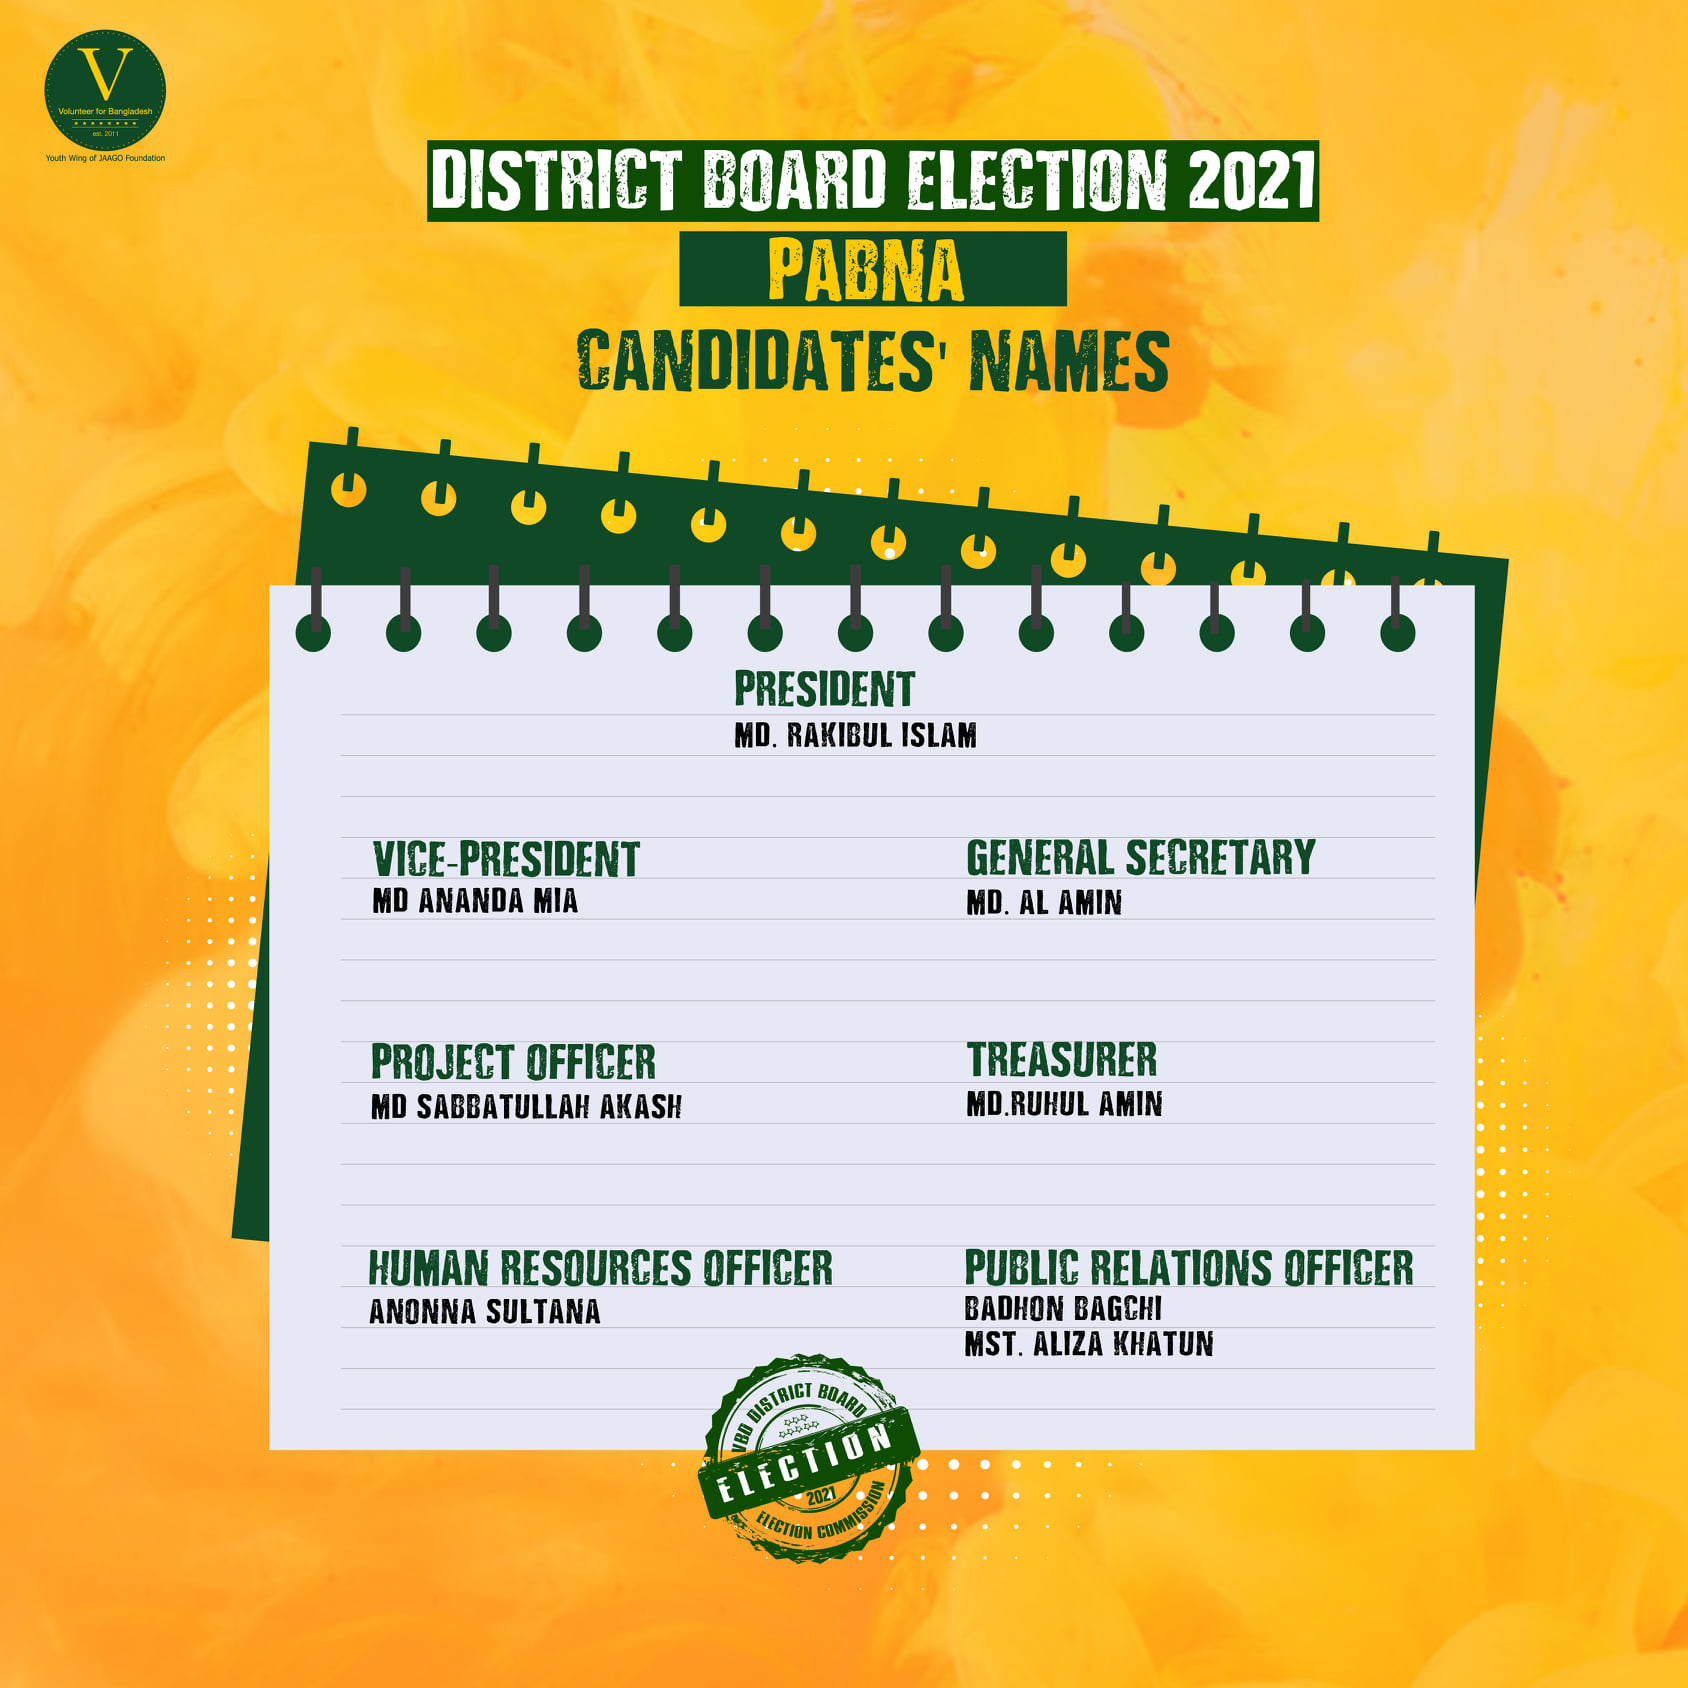 V
Volunteer for Bangladesh
est. 2011
Youth Wing of JAAGO Foundation
DISTRICT BOARD ELECTION 2021
PABNA
CANDIDATES' NAMES
PRESIDENT
MD. RAKIBUL ISLAM
VICE-PRESIDENT
MD ANANDA MIA
GENERAL SECRETARY
MD. AL AMIN
PROJECT OFFICER
MD SABBATULLAH AKASH
TREASURER
MD.RUHUL AMIN
HUMAN RESOURCES OFFICER
ANONNA SULTANA
PUBLIC RELATIONS OFFICER
BADHON BAGCHI
MST. ALIZA KHATUN
VBD DISTRICT BOARD
ELECTION
2021
ELECTION COMMISSION